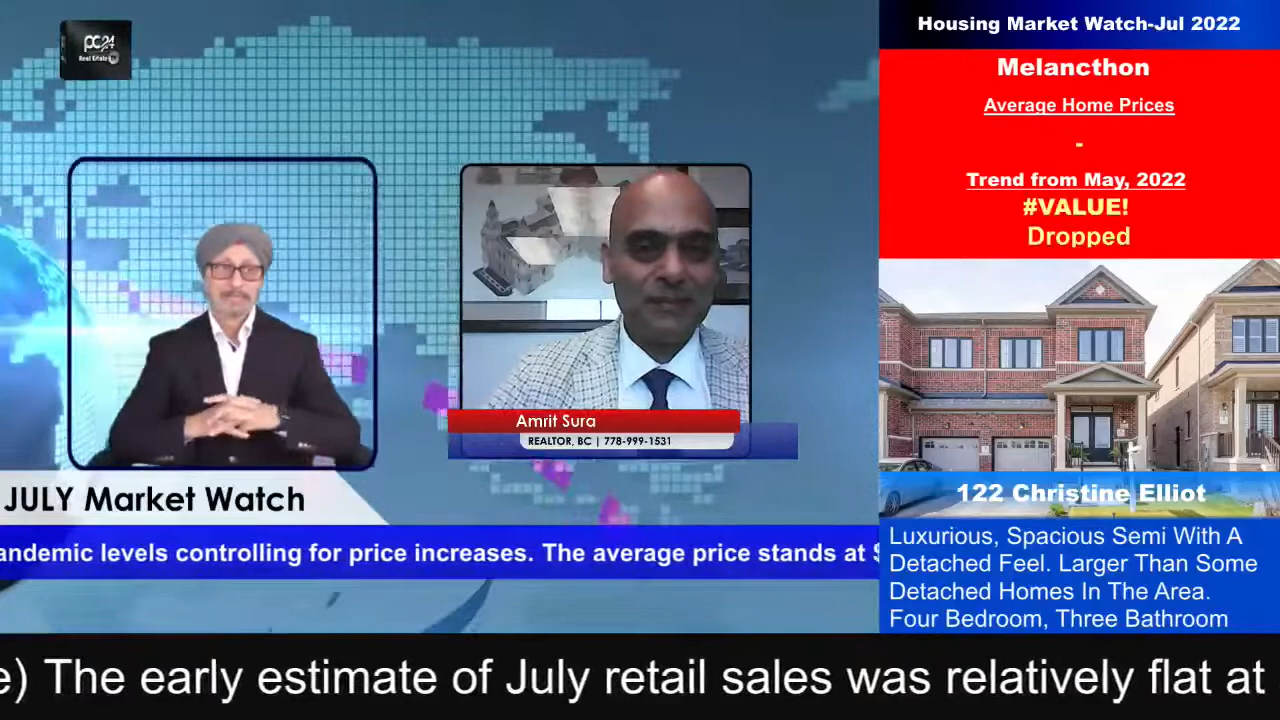 pc24
Real Estate
Amrit Sura
REALTOR, BC | 778-999-1531
JULY Market Watch
andemic levels controlling for price increases. The average price stands at $
Housing Market Watch-Jul 2022
Melancthon
Average Home Prices
-
Trend from May, 2022
#VALUE!
Dropped
122 Christine Elliot
Luxurious, Spacious Semi With A
Detached Feel. Larger Than Some
Detached Homes In The Area.
Four Bedroom, Three Bathroom
e) The early estimate of July retail sales was relatively flat at